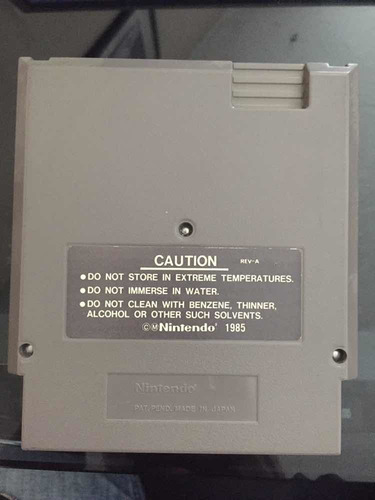 CAUTION REV-A
●DO NOT STORE IN EXTREME TEMPERATURES.
●DO NOT IMMERSE IN WATER.
●DO NOT CLEAN WITH BENZENE, THINNER,
ALCOHOL OR OTHER SUCH SOLVENTS.
©ⓂNintendo® 1985
Nintendo®
PAT. PEND. MADE IN JAPAN